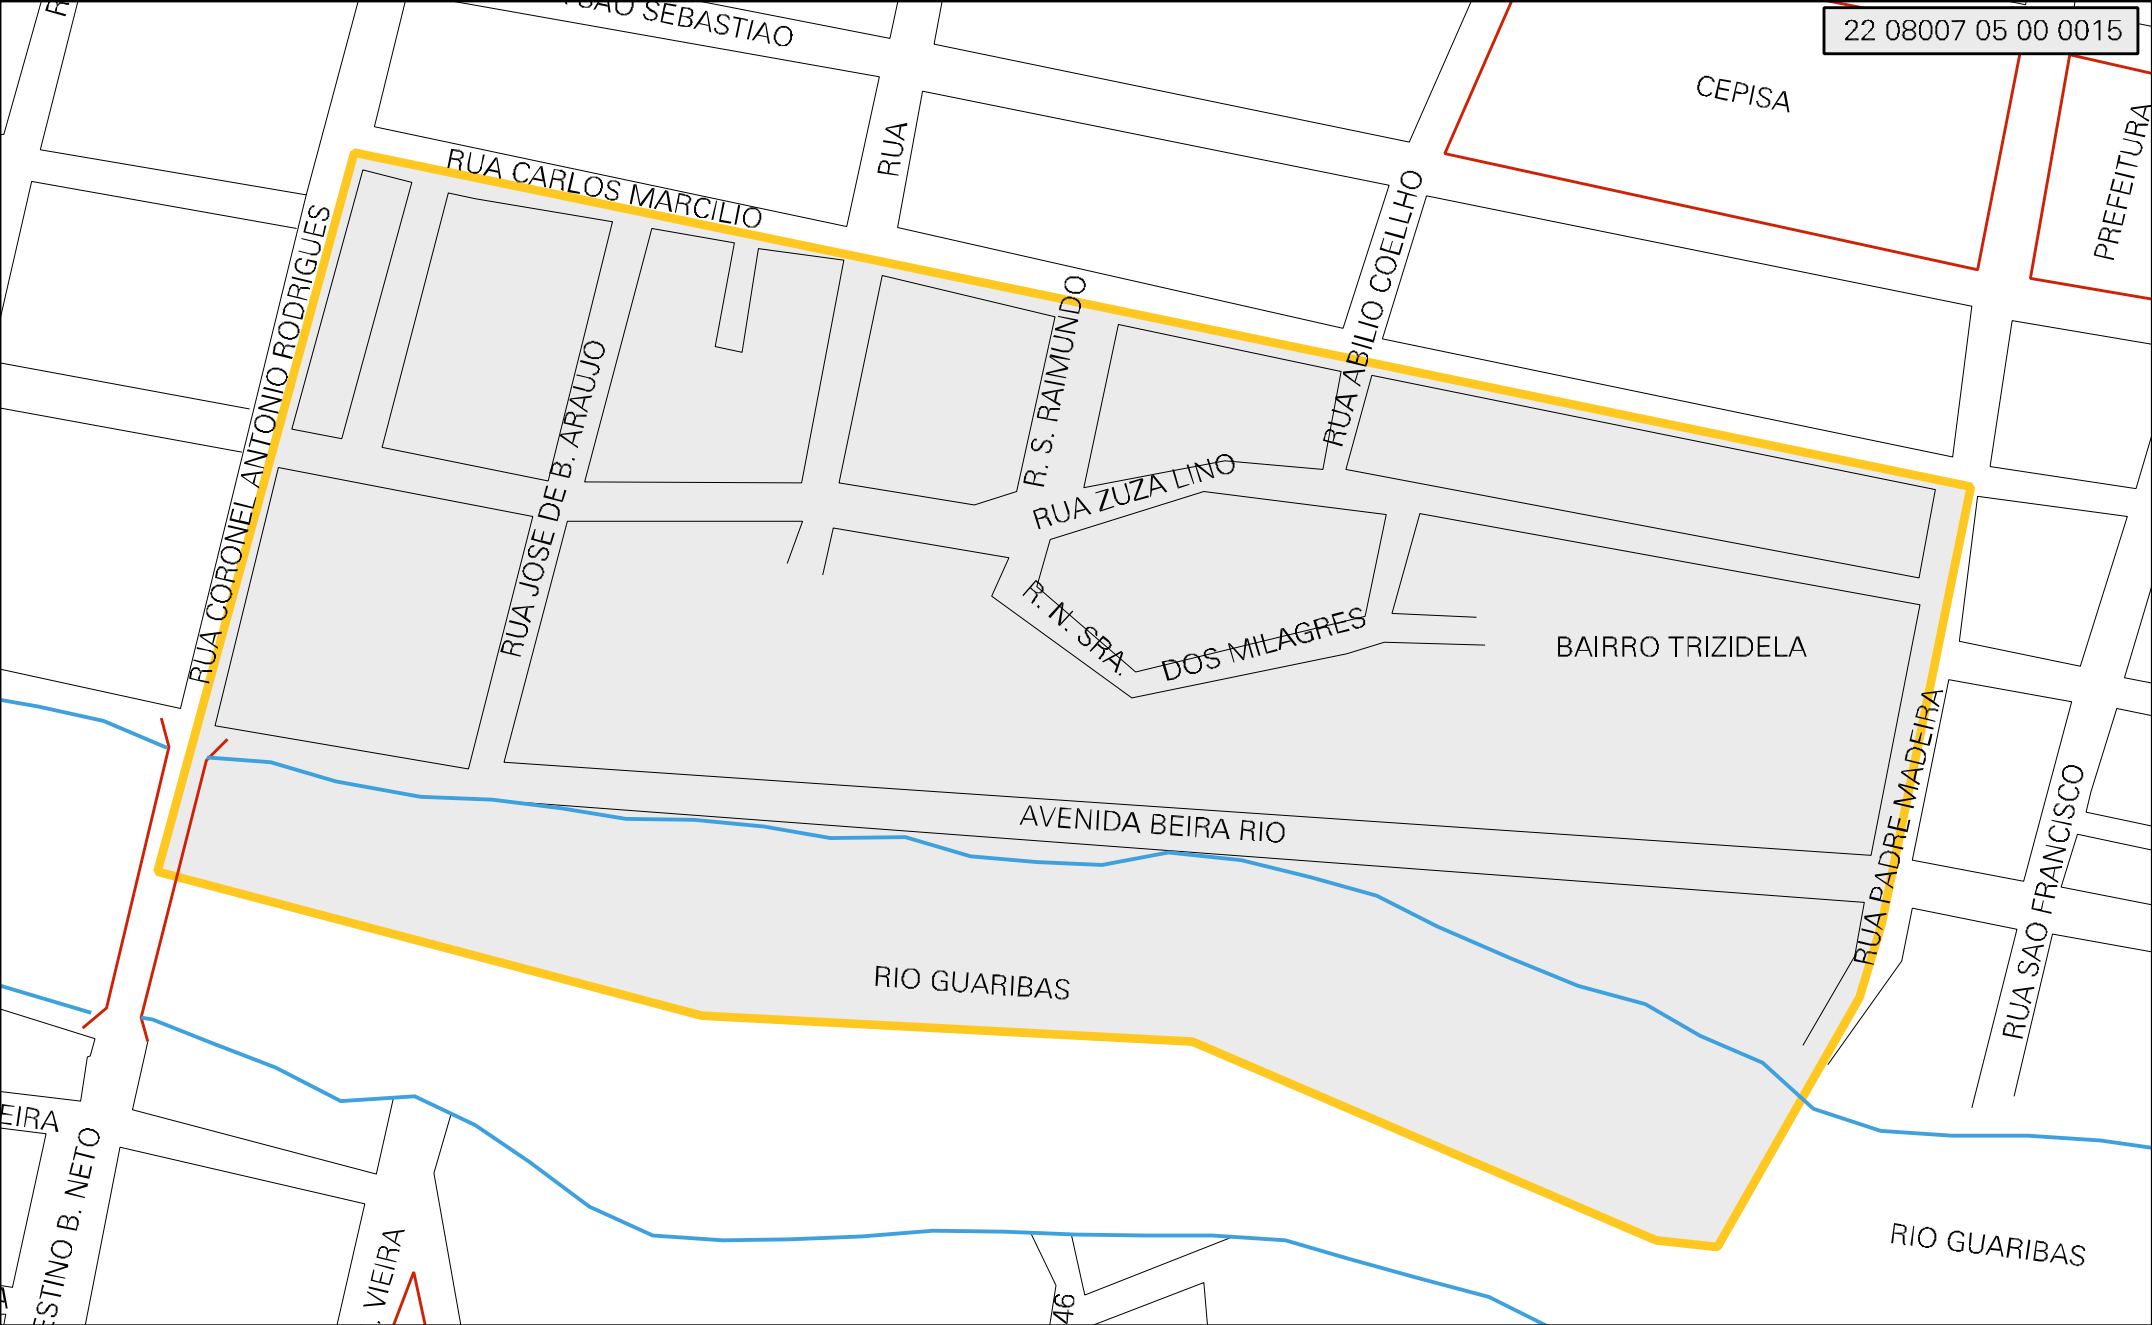 SAO SEBASTIAO
22 08007 05 00 0015
CEPISA
PREFEITURA
RUA
RUA CARLOS MARCILIO
RUA CORONEL ANTONIO RODRIGUES
RUA JOSE DE B. ARAUJO
R. S. RAIMUNDO
RUA ABILIO COELLHO
RUA ZUZA LINO
R. N. SRA.
DOS MILAGRES
BAIRRO TRIZIDELA
RUA PADRE MADEIRA
RUA SAO FRANCISCO
AVENIDA BEIRA RIO
RIO GUARIBAS
RIO GUARIBAS
EIRA
ESTINO B. NETO
VIEIRA
46